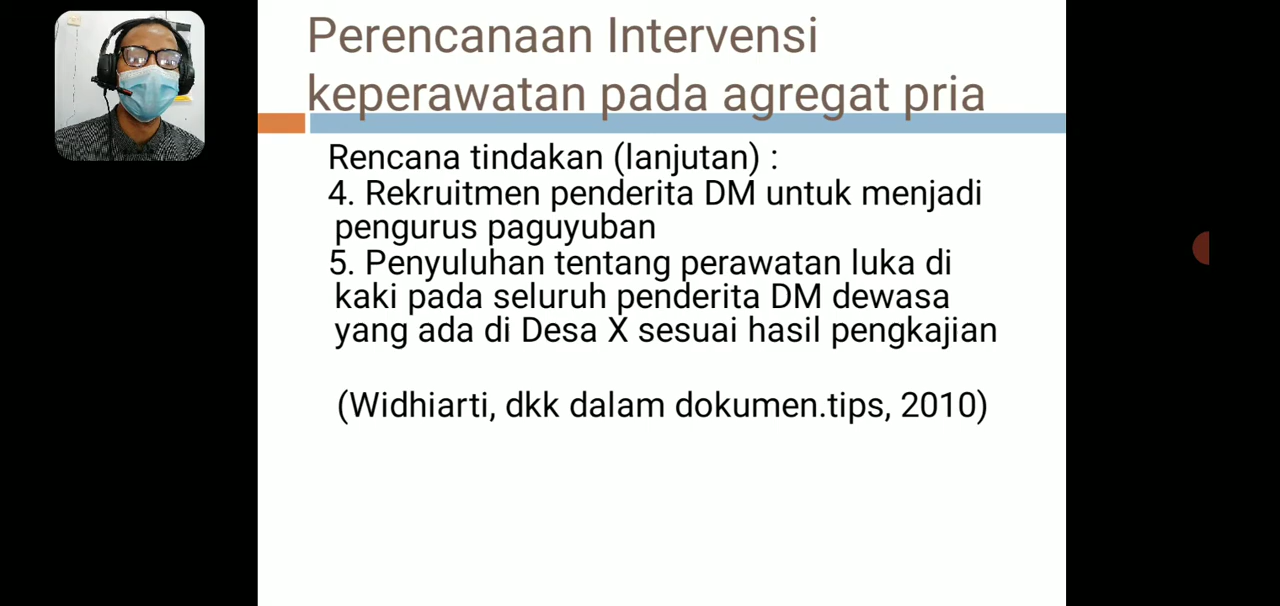 Perencanaan Intervensi
keperawatan pada agregat pria
Rencana tindakan (lanjutan) :
4. Rekruitmen penderita DM untuk menjadi
pengurus paguyuban
5. Penyuluhan tentang perawatan luka di
kaki pada seluruh penderita DM dewasa
yang ada di Desa X sesuai hasil pengkajian
(Widhiarti, dkk dalam dokumen.tips, 2010)